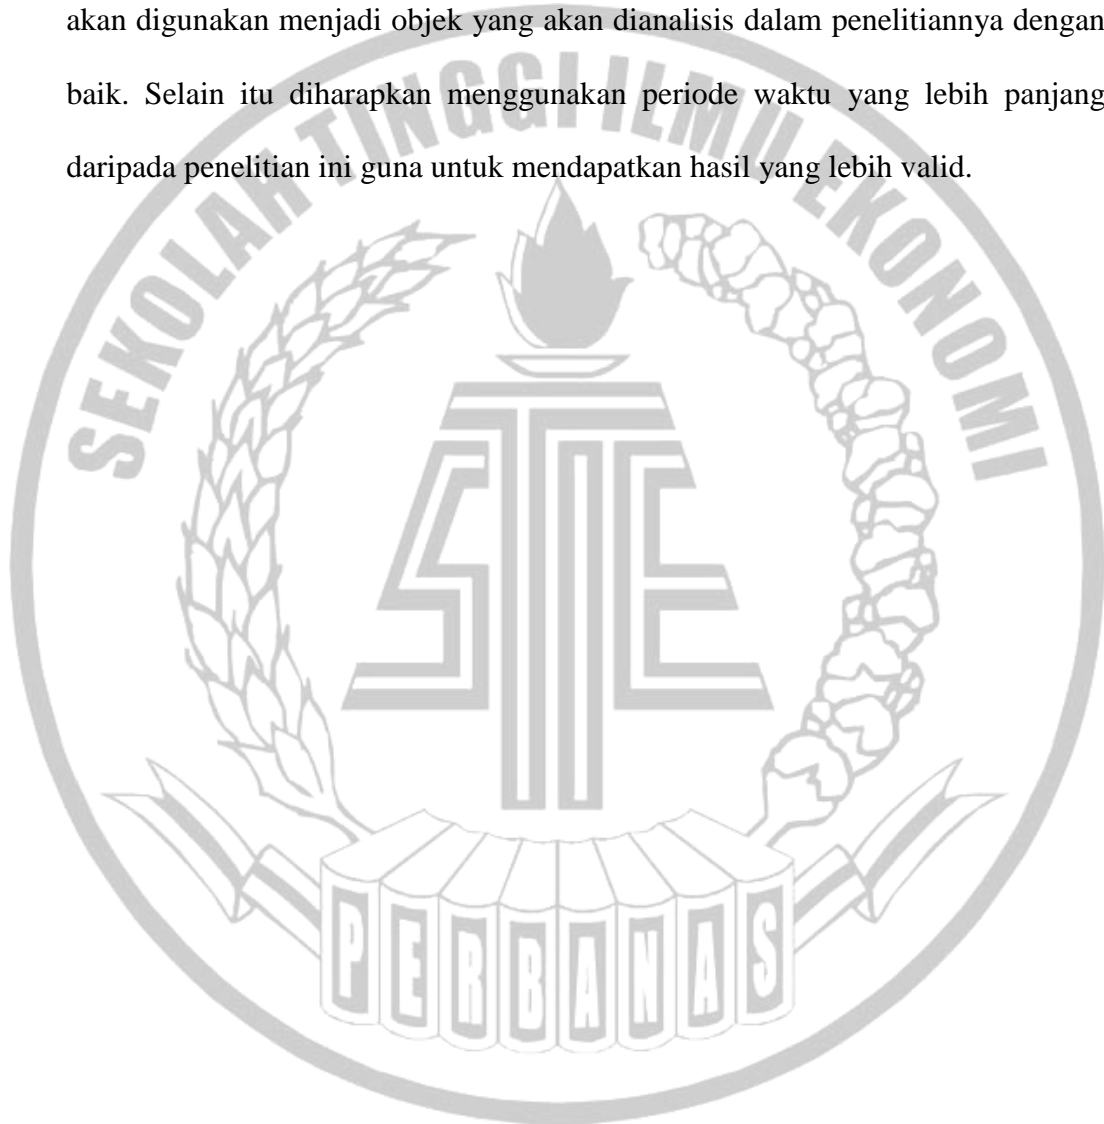 akan digunakan menjadi objek yang akan dianalisis dalam penelitiannya dengan
baik. Selain itu diharapkan menggunakan periode waktu yang lebih panjang
daripada penelitian ini guna untuk mendapatkan hasil yang lebih valid.
SEKOLAH TINGGI ILMU EKONOMI
STIE
PERBANAS